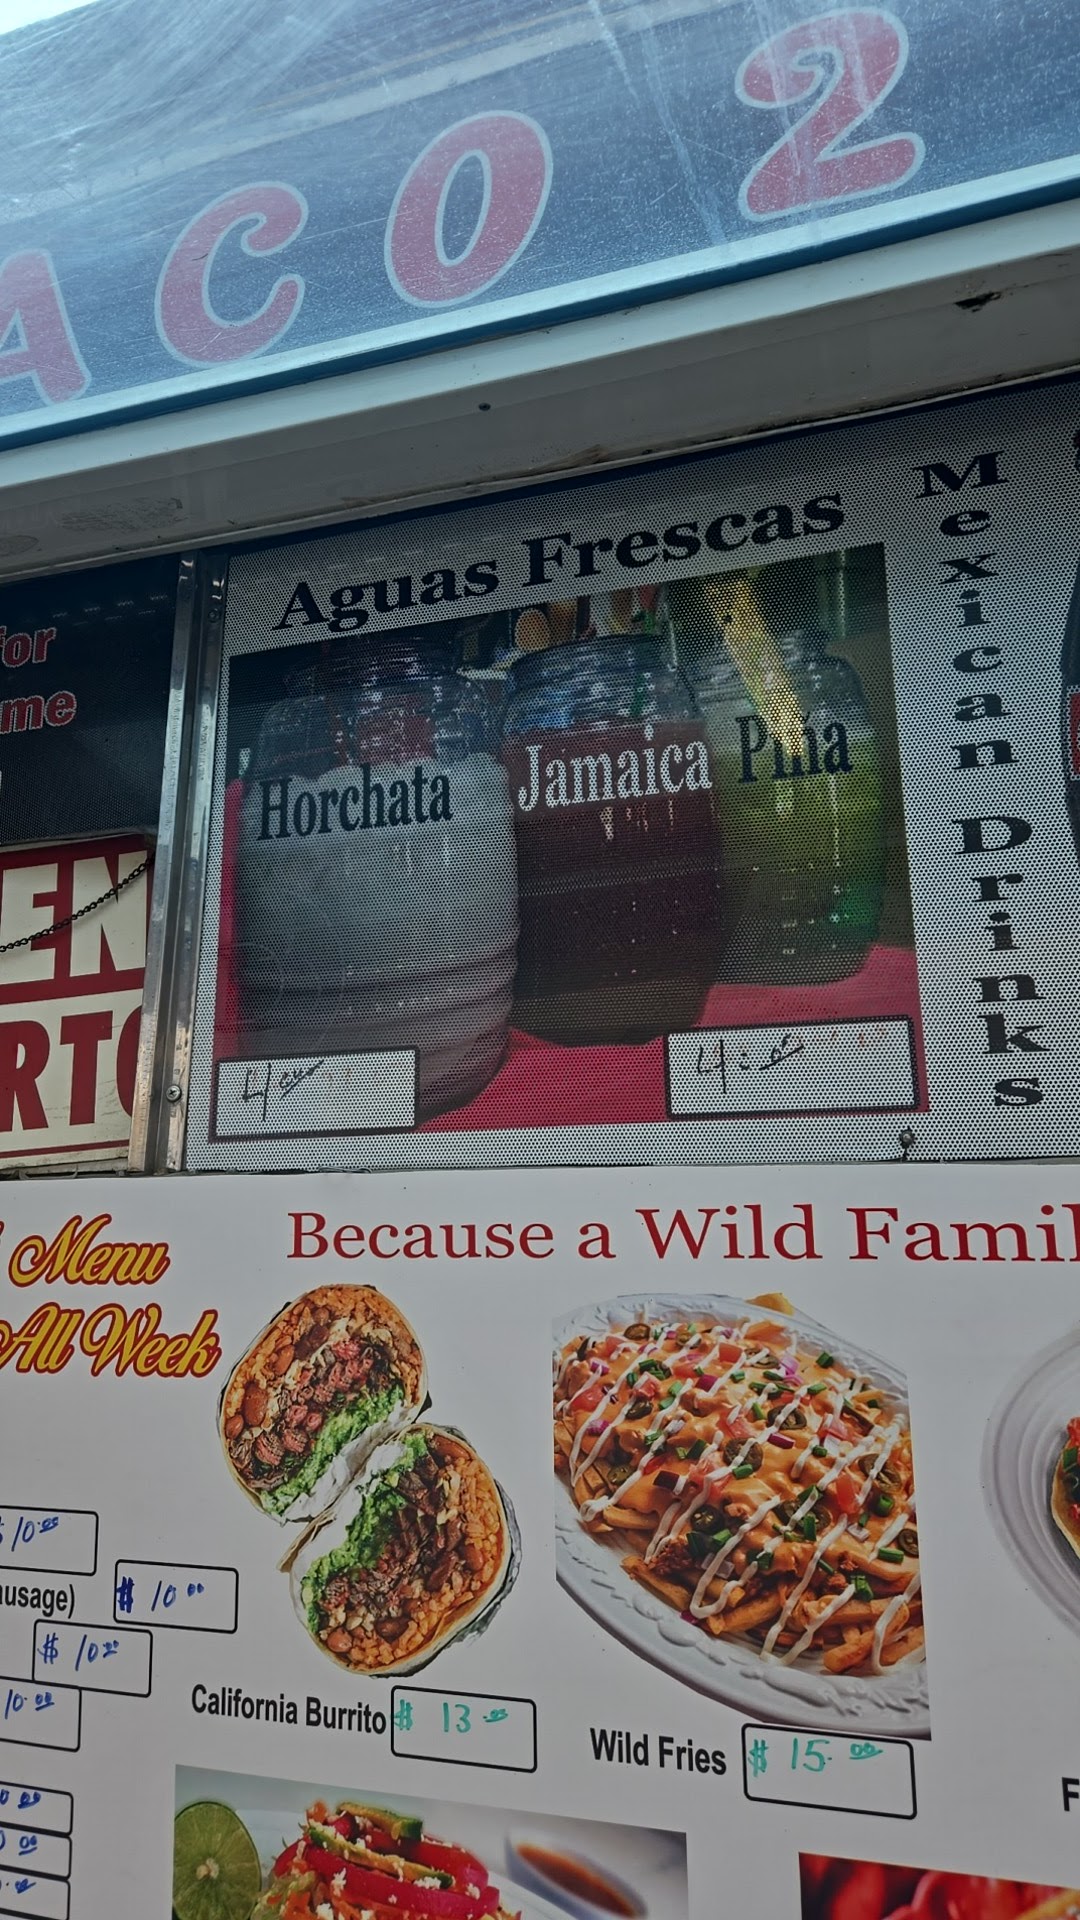 ACO 2
for
me
Aguas Frescas
Mexican Drinks
Horchata
Jamaica
Piña
EN
RTO
4.00
4:00
Menu
All Week
Because a Wild Famil
$10.00
ausage)
$ 10.00
$ 10.00
10.00
California Burrito
$ 13.00
Wild Fries
$ 15.00
F